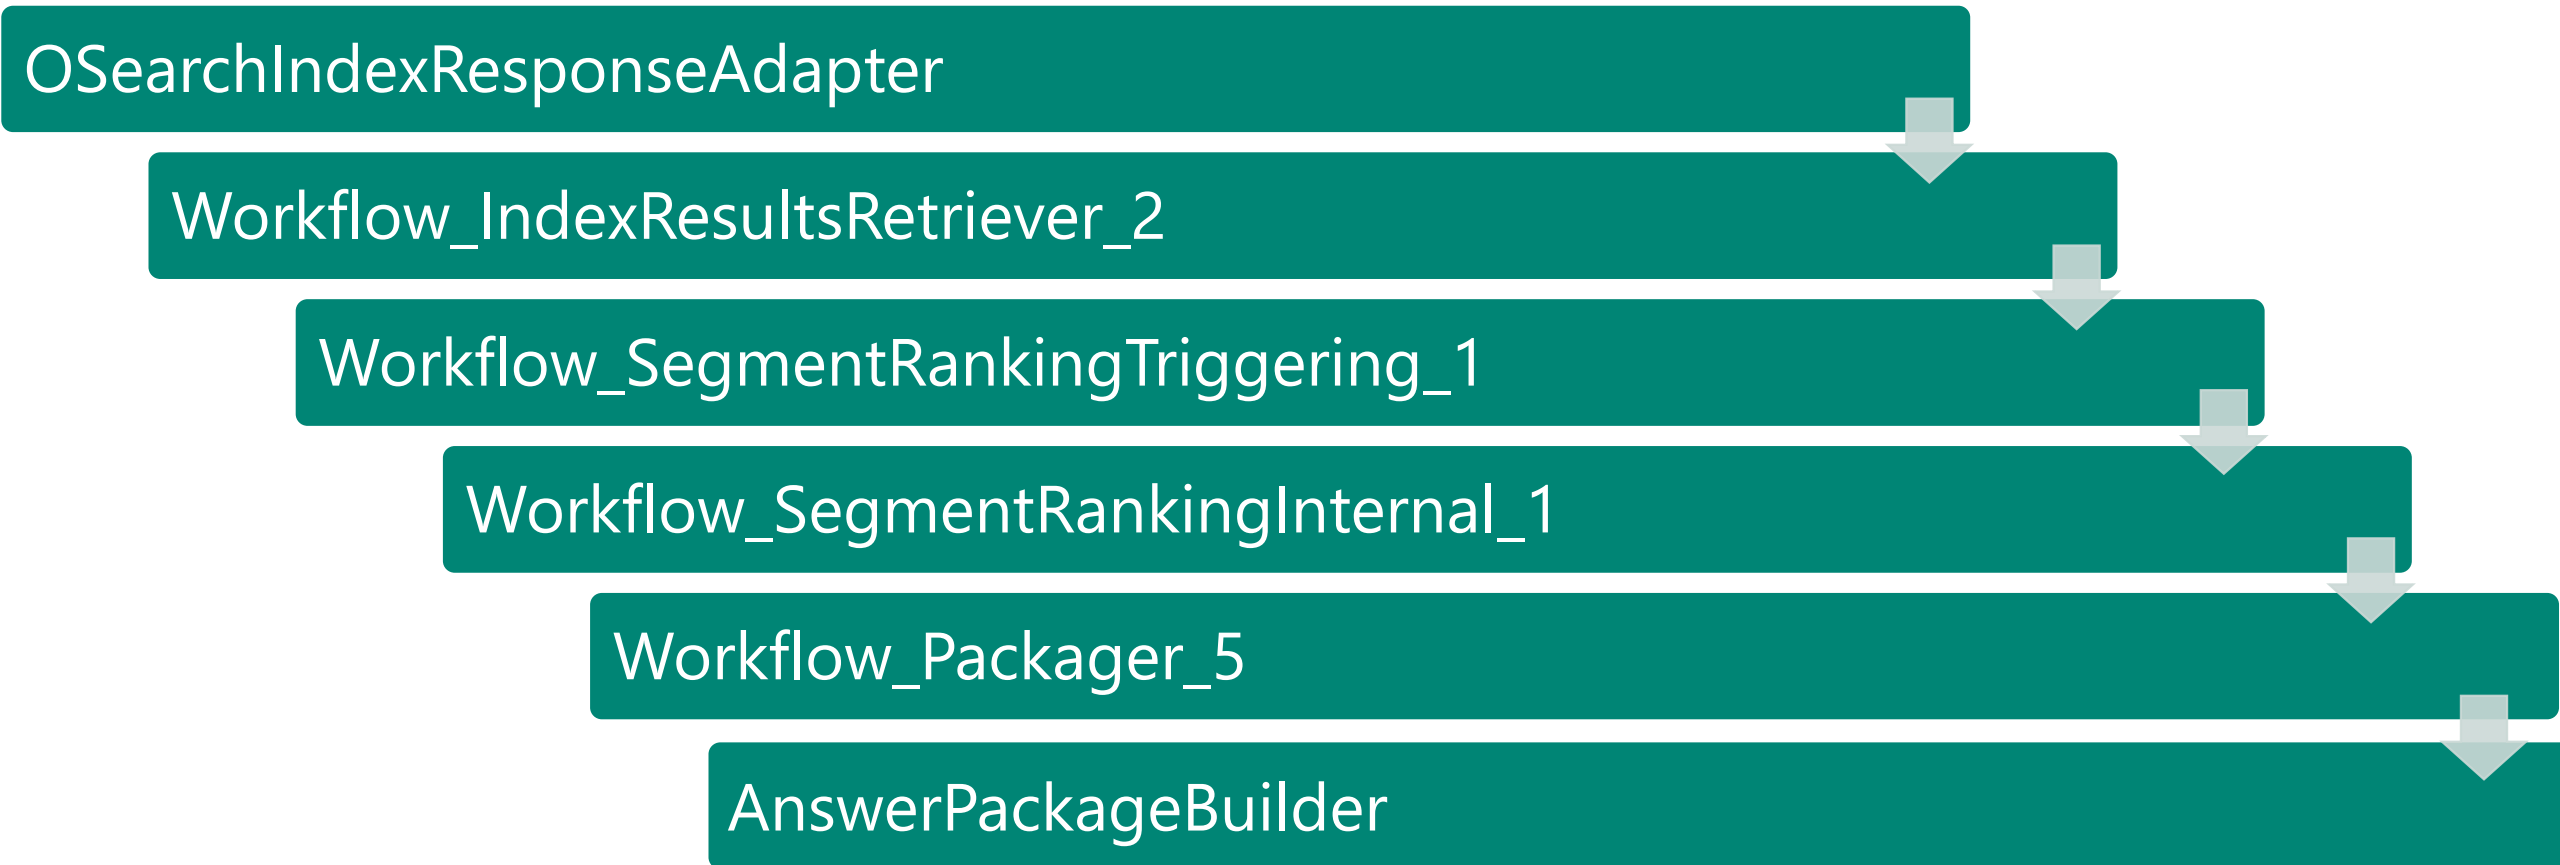 OSearchIndexResponseAdapter
Workflow_IndexResultsRetriever_2
Workflow_SegmentRankingTriggering_1
Workflow_SegmentRankingInternal_1
Workflow_Packager_5
AnswerPackageBuilder